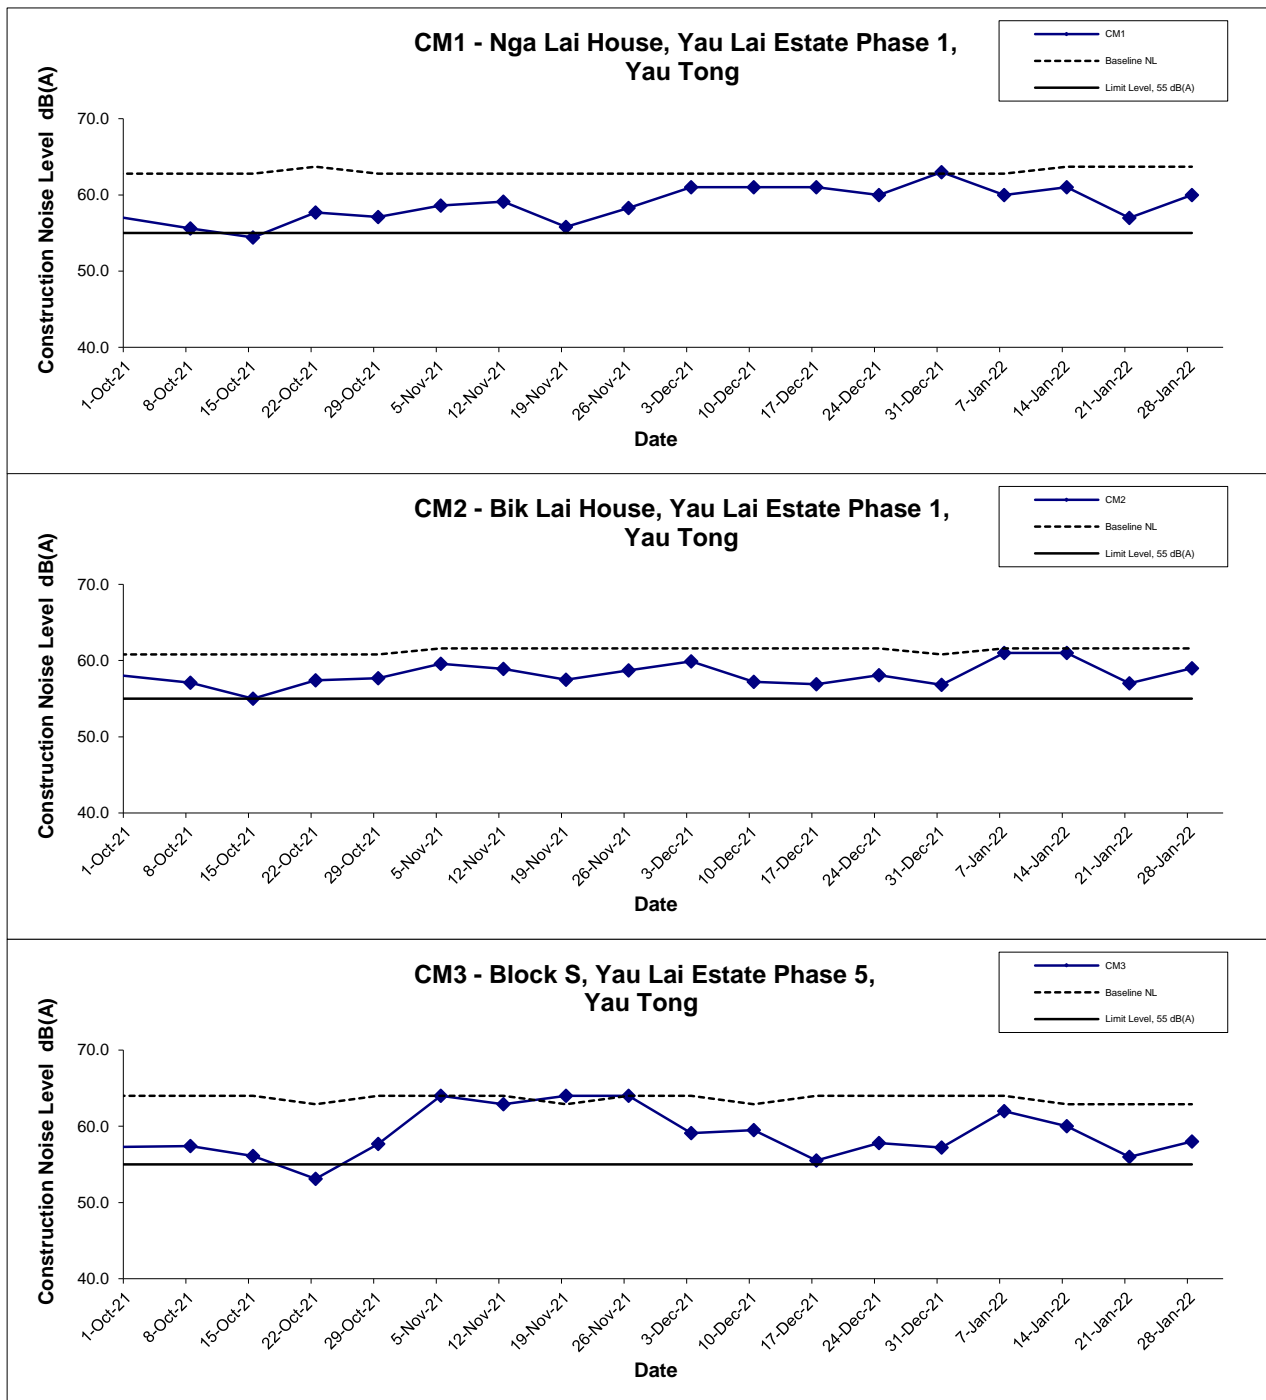 CM1 - Nga Lai House, Yau Lai Estate Phase 1,
Yau Tong
CM1
Baseline NL
Limit Level, 55 dB(A)
Construction Noise Level dB(A)
70.0
60.0
50.0
40.0
1-Oct-21
8-Oct-21
15-Oct-21
22-Oct-21
29-Oct-21
5-Nov-21
12-Nov-21
19-Nov-21
26-Nov-21
3-Dec-21
10-Dec-21
17-Dec-21
24-Dec-21
31-Dec-21
7-Jan-22
14-Jan-22
21-Jan-22
28-Jan-22
Date
CM2 - Bik Lai House, Yau Lai Estate Phase 1,
Yau Tong
CM2
Baseline NL
Limit Level, 55 dB(A)
Construction Noise Level dB(A)
70.0
60.0
50.0
40.0
1-Oct-21
8-Oct-21
15-Oct-21
22-Oct-21
29-Oct-21
5-Nov-21
12-Nov-21
19-Nov-21
26-Nov-21
3-Dec-21
10-Dec-21
17-Dec-21
24-Dec-21
31-Dec-21
7-Jan-22
14-Jan-22
21-Jan-22
28-Jan-22
Date
CM3 - Block S, Yau Lai Estate Phase 5,
Yau Tong
CM3
Baseline NL
Limit Level, 55 dB(A)
Construction Noise Level dB(A)
70.0
60.0
50.0
40.0
1-Oct-21
8-Oct-21
15-Oct-21
22-Oct-21
29-Oct-21
5-Nov-21
12-Nov-21
19-Nov-21
26-Nov-21
3-Dec-21
10-Dec-21
17-Dec-21
24-Dec-21
31-Dec-21
7-Jan-22
14-Jan-22
21-Jan-22
28-Jan-22
Date